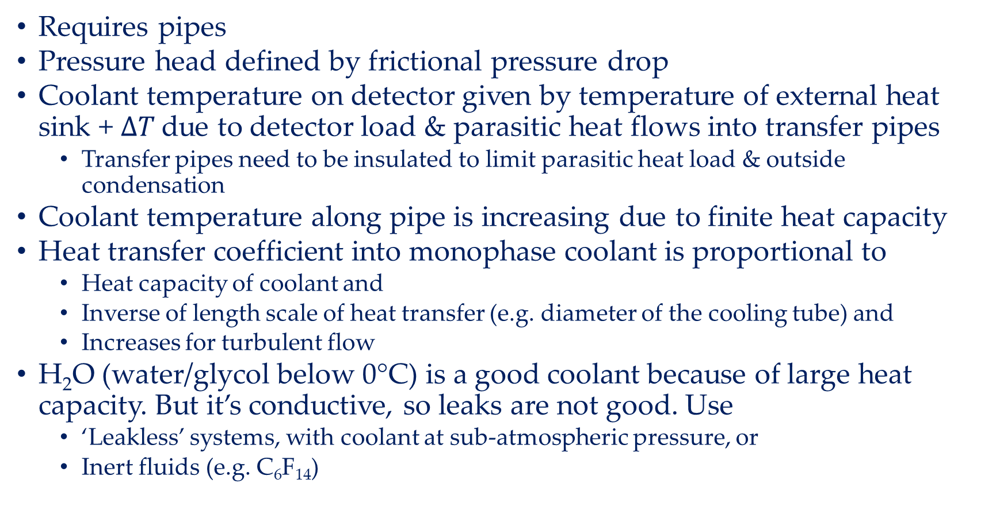 • Requires pipes
• Pressure head defined by frictional pressure drop
• Coolant temperature on detector given by temperature of external heat
sink + ΔT due to detector load & parasitic heat flows into transfer pipes
• Transfer pipes need to be insulated to limit parasitic heat load & outside
condensation
• Coolant temperature along pipe is increasing due to finite heat capacity
• Heat transfer coefficient into monophase coolant is proportional to
• Heat capacity of coolant and
• Inverse of length scale of heat transfer (e.g. diameter of the cooling tube) and
• Increases for turbulent flow
• H₂O (water/glycol below 0°C) is a good coolant because of large heat
capacity. But it’s conductive, so leaks are not good. Use
• ‘Leakless’ systems, with coolant at sub-atmospheric pressure, or
• Inert fluids (e.g. C₆F₁₄)